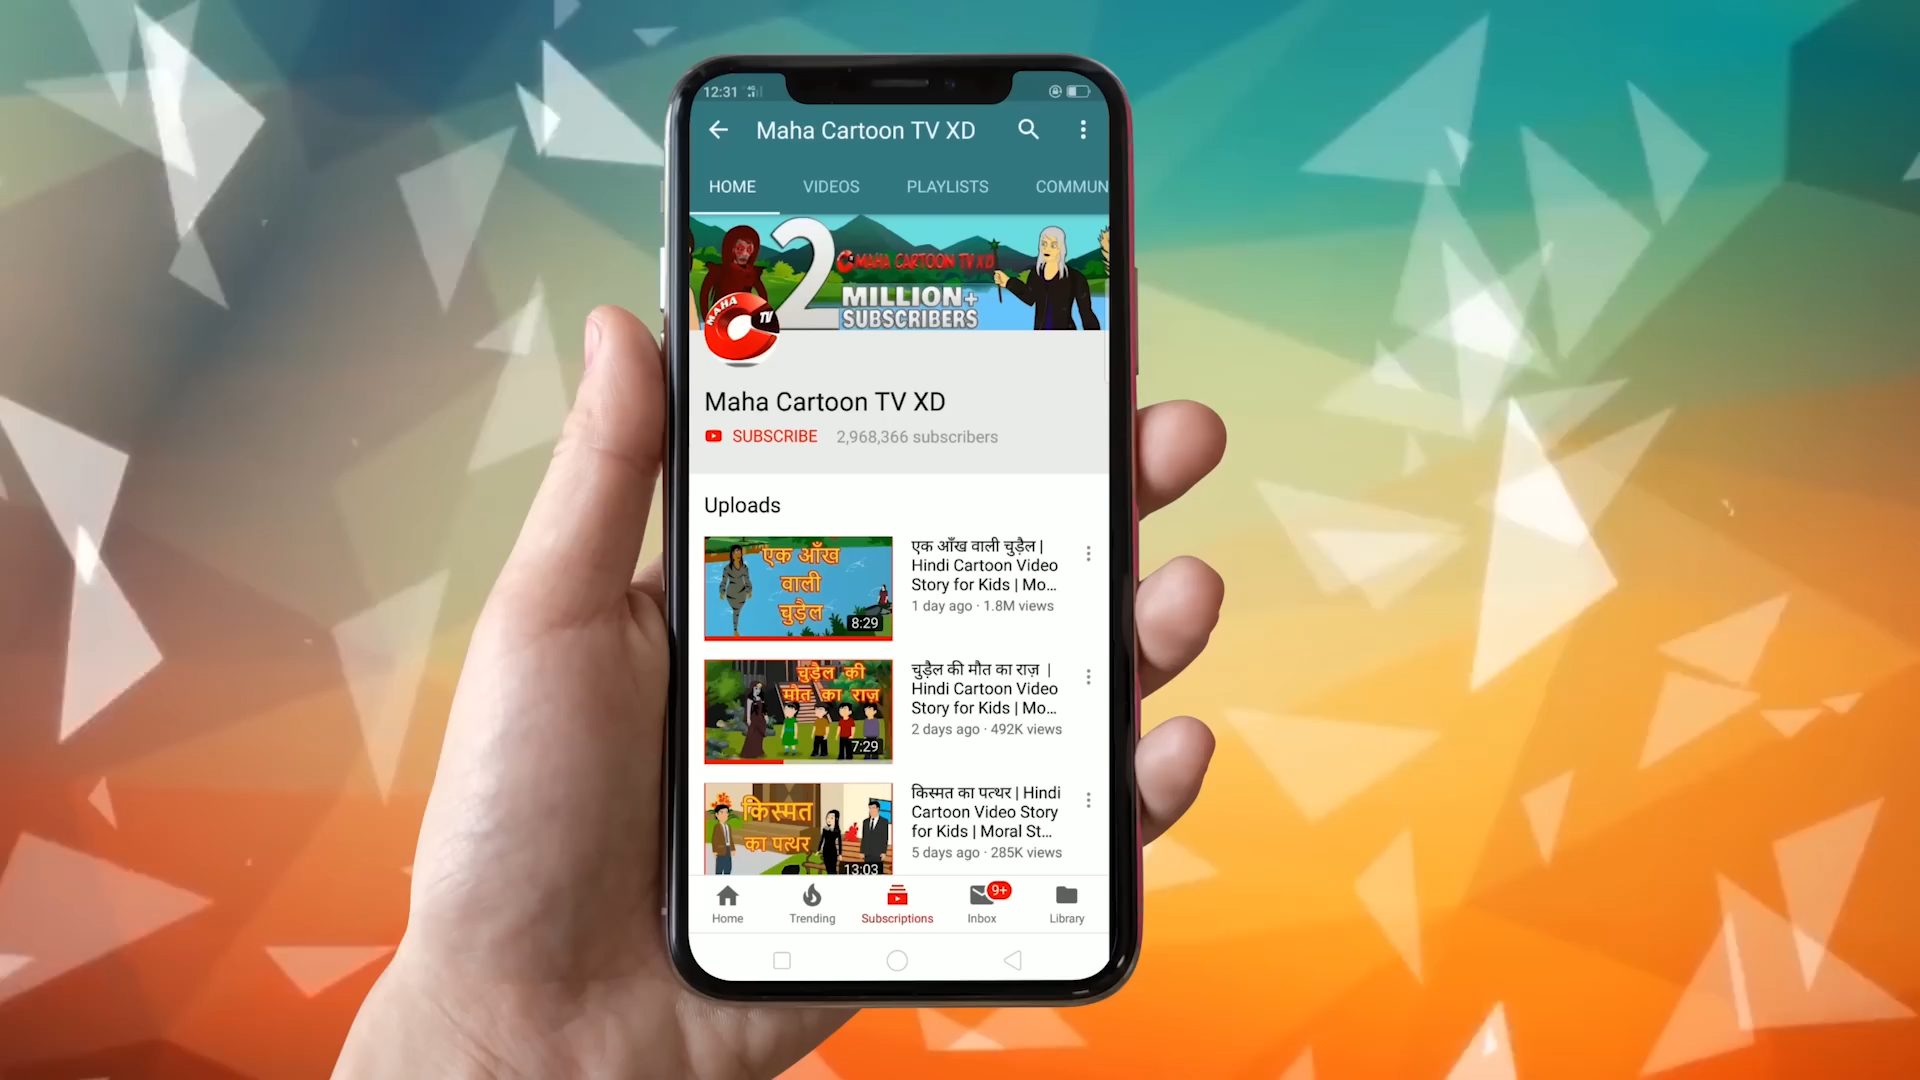 12:31 4G
Maha Cartoon TV XD
HOME VIDEOS PLAYLISTS COMMUN
2 MAHA CARTOON TV XD
MILLION+
SUBSCRIBERS
MAHA TV
Maha Cartoon TV XD
SUBSCRIBE 2,968,366 subscribers
Uploads
एक आँख
वाली
चुड़ैल
8:29
एक आँख वाली चुड़ैल |
Hindi Cartoon Video
Story for Kids | Mo...
1 day ago · 1.8M views
चुड़ैल की
मौत का राज़
7:29
चुड़ैल की मौत का राज़ |
Hindi Cartoon Video
Story for Kids | Mo...
2 days ago · 492K views
किस्मत
का पत्थर
13:03
किस्मत का पत्थर | Hindi
Cartoon Video Story
for Kids | Moral St...
5 days ago · 285K views
9+
Home Trending Subscriptions Inbox Library